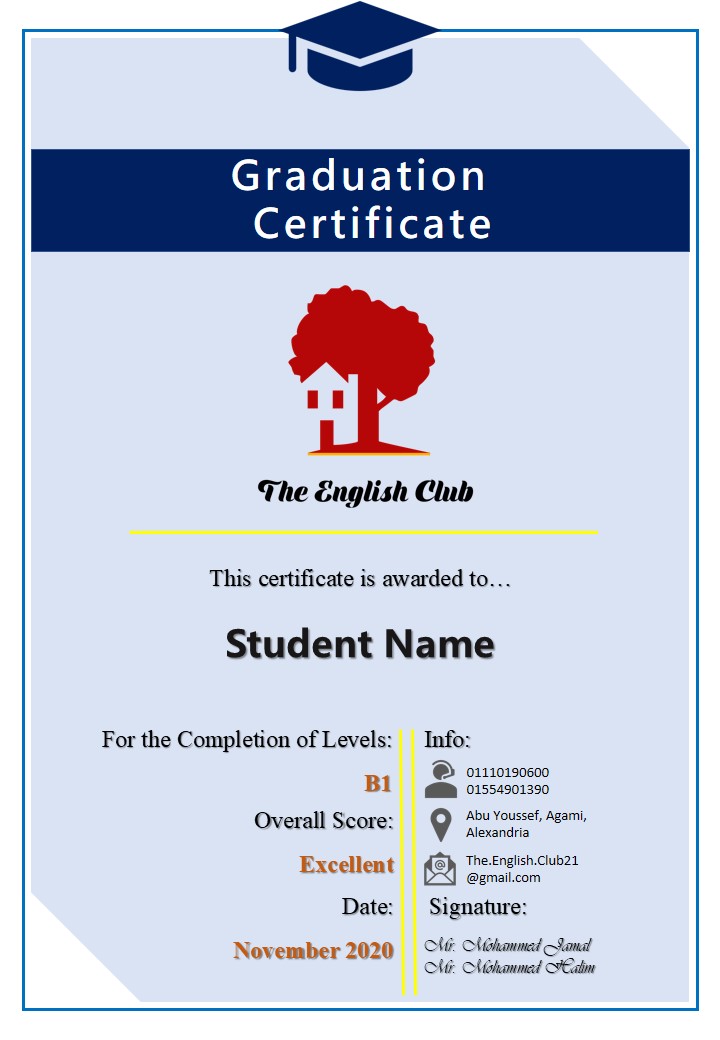 Graduation
Certificate
The English Club
This certificate is awarded to…
Student Name
For the Completion of Levels:
B1
Overall Score:
Excellent
Date:
November 2020
Info:
01110190600
01554901390
Abu Youssef, Agami,
Alexandria
The.English.Club21
@gmail.com
Signature:
Mr. Mohammed Jamal
Mr. Mohammed Halim